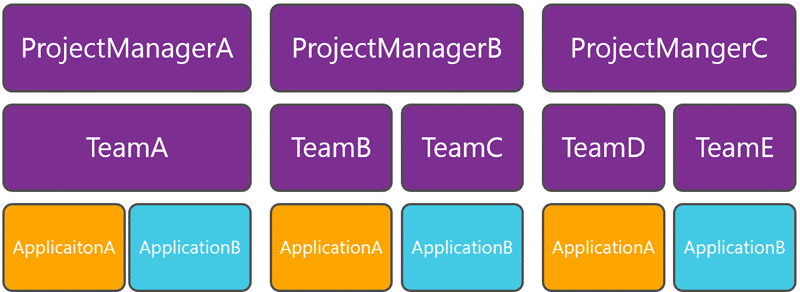 ProjectManagerA
ProjectManagerB
ProjectMangerC
TeamA
TeamB
TeamC
TeamD
TeamE
ApplicaitonA
ApplicationB
ApplicationA
ApplicationB
ApplicationA
ApplicationB